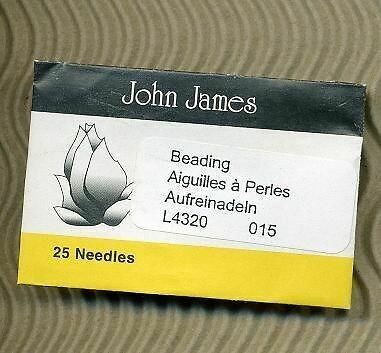 John James
Beading
Aiguilles à Perles
Aufreinadeln
L4320 015
25 Needles